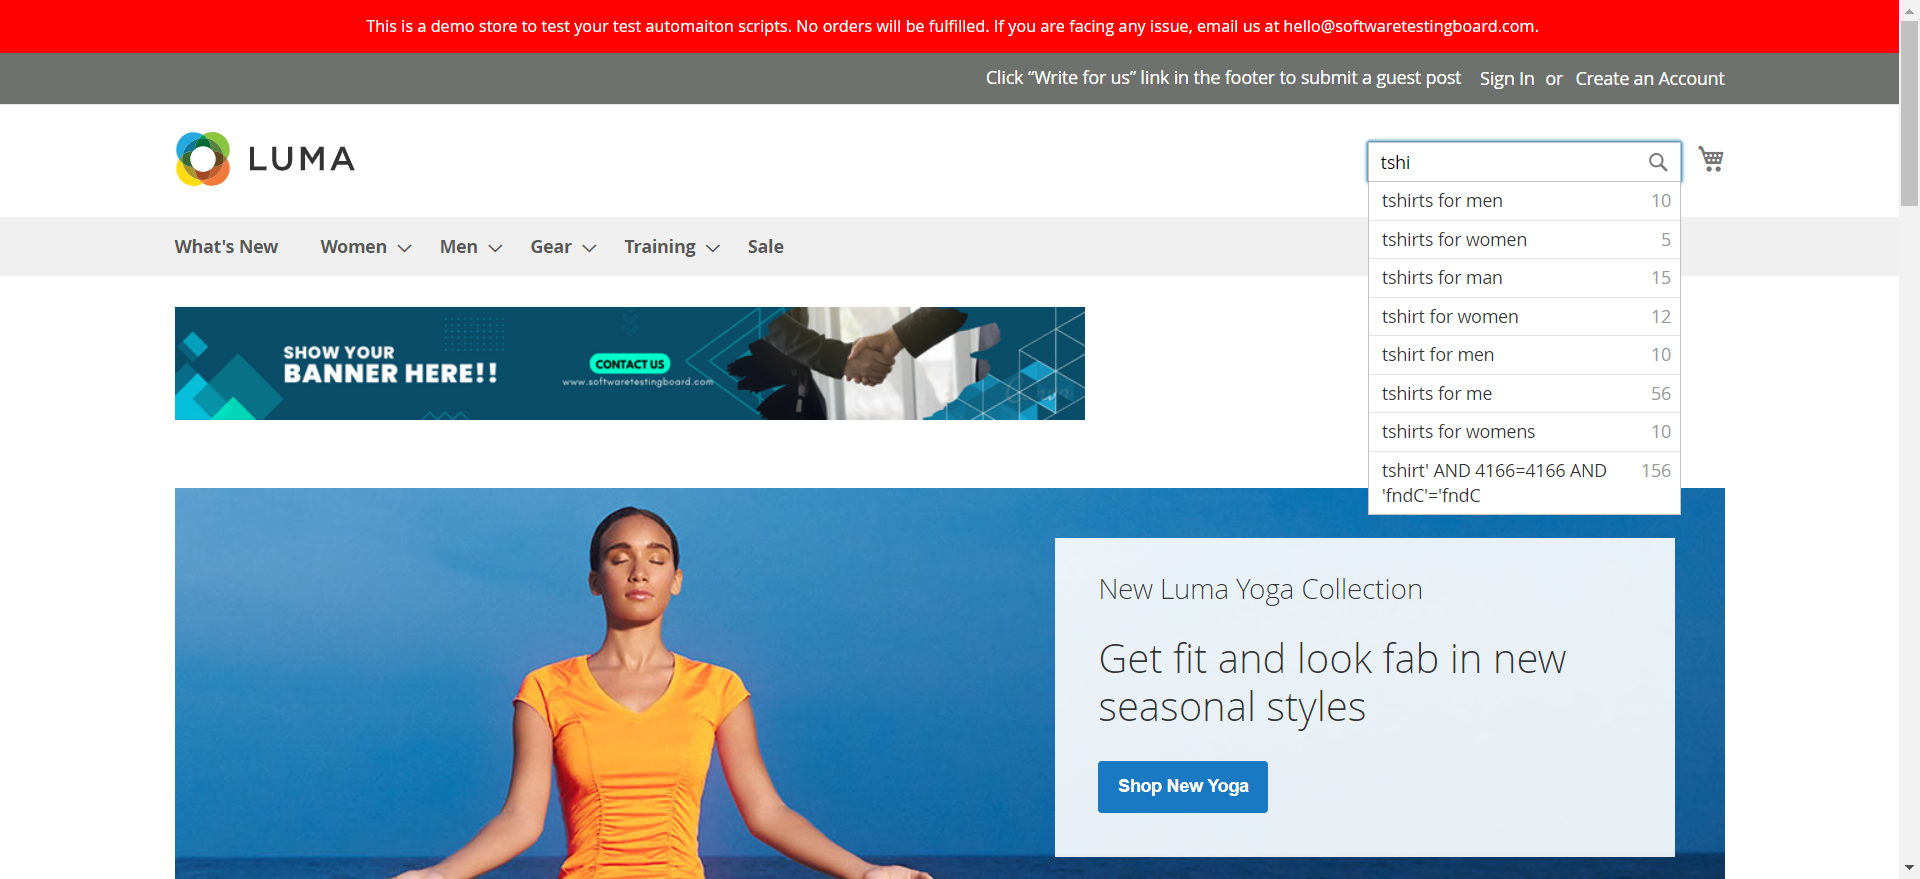 This is a demo store to test your test automaiton scripts. No orders will be fulfilled. If you are facing any issue, email us at hello@softwaretestingboard.com.
Click “Write for us” link in the footer to submit a guest post Sign In or Create an Account
LUMA
tshi
tshirts for men 10
tshirts for women 5
tshirts for man 15
tshirt for women 12
tshirt for men 10
tshirts for me 56
tshirts for womens 10
tshirt' AND 4166=4166 AND 156
'fndC'='fndC
What's New Women Men Gear Training Sale
SHOW YOUR
BANNER HERE!!
CONTACT US
www.softwaretestingboard.com
New Luma Yoga Collection
Get fit and look fab in new
seasonal styles
Shop New Yoga